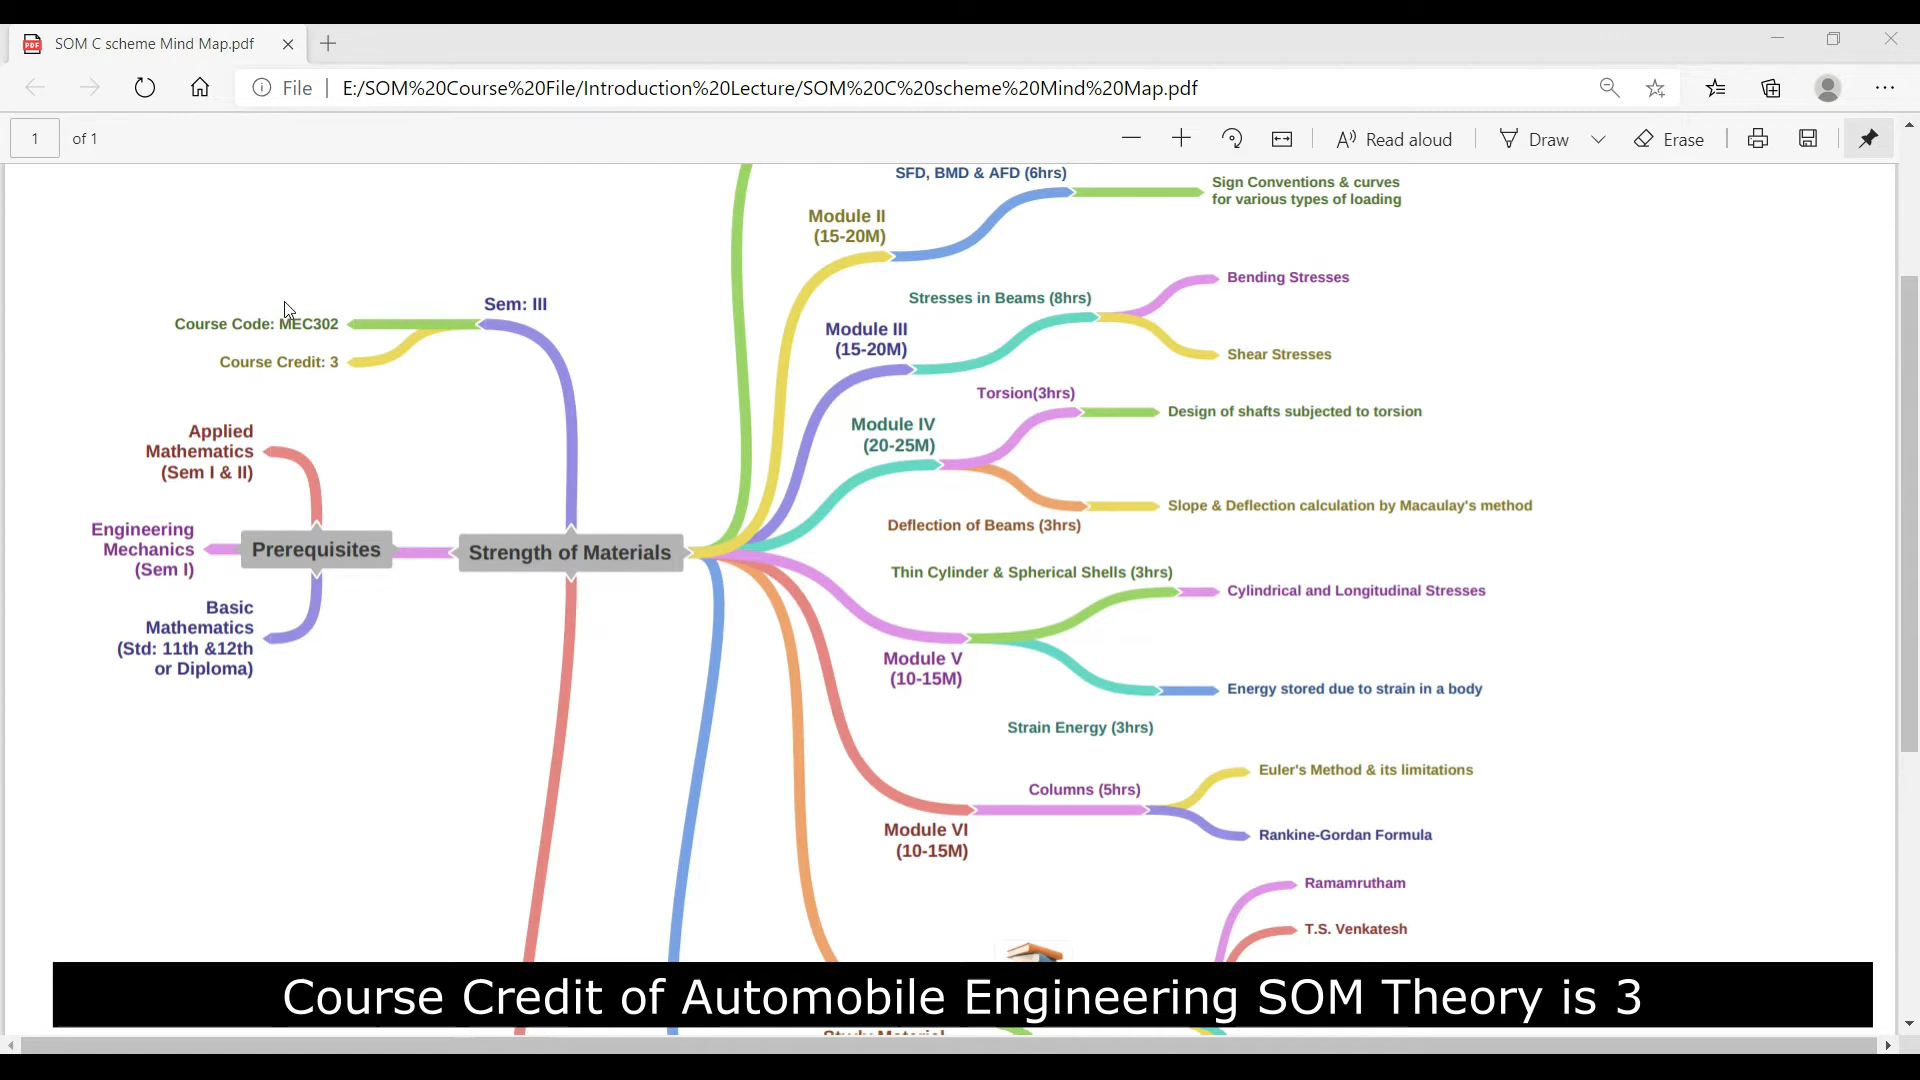 SOM C scheme Mind Map.pdf
File
E:/SOM%20Course%20File/Introduction%20Lecture/SOM%20C%20scheme%20Mind%20Map.pdf
1
of 1
Read aloud
Draw
Erase
SFD, BMD & AFD (6hrs)
Sign Conventions & curves
for various types of loading
Module II
(15-20M)
Bending Stresses
Stresses in Beams (8hrs)
Module III
(15-20M)
Shear Stresses
Sem: III
Course Code: MEC302
Course Credit: 3
Torsion(3hrs)
Design of shafts subjected to torsion
Module IV
(20-25M)
Slope & Deflection calculation by Macaulay's method
Deflection of Beams (3hrs)
Applied
Mathematics
(Sem I & II)
Engineering
Mechanics
(Sem I)
Prerequisites
Strength of Materials
Basic
Mathematics
(Std: 11th &12th
or Diploma)
Thin Cylinder & Spherical Shells (3hrs)
Cylindrical and Longitudinal Stresses
Module V
(10-15M)
Energy stored due to strain in a body
Strain Energy (3hrs)
Euler's Method & its limitations
Columns (5hrs)
Module VI
(10-15M)
Rankine-Gordan Formula
Ramamrutham
T.S. Venkatesh
Course Credit of Automobile Engineering SOM Theory is 3